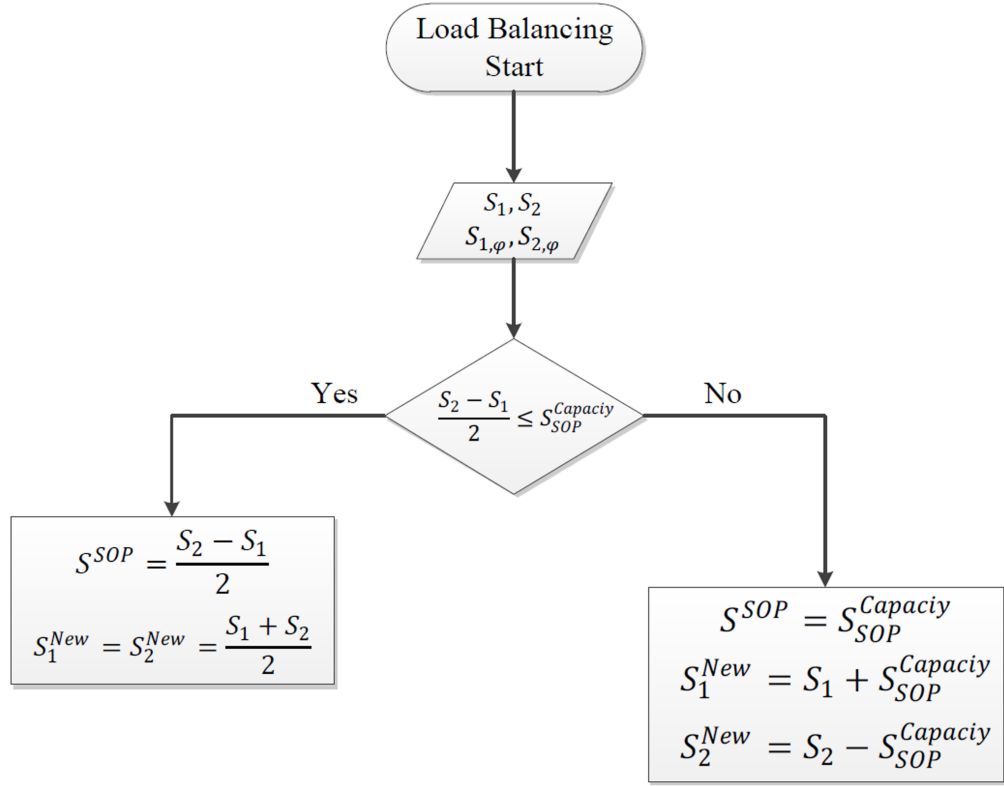 Load Balancing
Start
S₁, S₂
S₁,φ, S₂,φ
Yes
(S₂ − S₁)/2 ≤ S_SOP^Capaciy
No
S^SOP = (S₂ − S₁)/2
S₁^New = S₂^New = (S₁ + S₂)/2
S^SOP = S_SOP^Capaciy
S₁^New = S₁ + S_SOP^Capaciy
S₂^New = S₂ − S_SOP^Capaciy